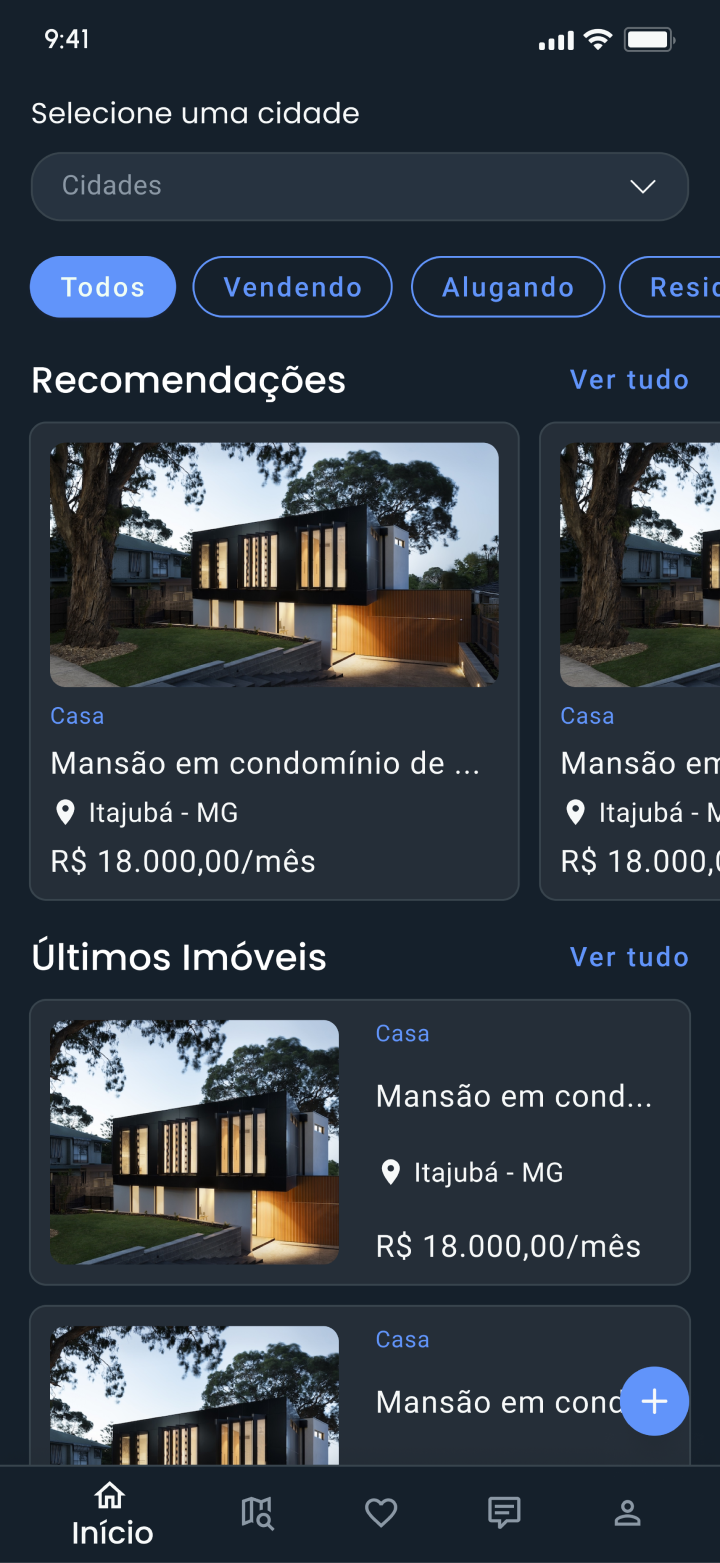 9:41
Selecione uma cidade
Cidades
Todos Vendendo Alugando Resid
Recomendações Ver tudo
Casa Casa
Mansão em condomínio de ... Mansão em
Itajubá - MG Itajubá - M
R$ 18.000,00/mês R$ 18.000,0
Últimos Imóveis Ver tudo
Casa
Mansão em cond...
Itajubá - MG
R$ 18.000,00/mês
Casa
Mansão em cond
Início